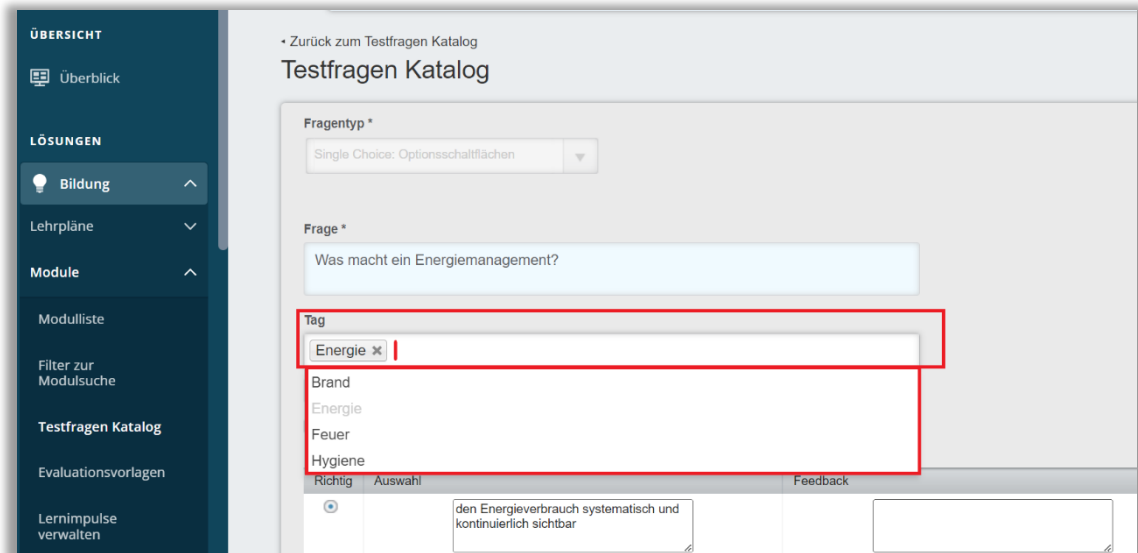 ÜBERSICHT
Überblick
LÖSUNGEN
Bildung
Lehrpläne
Module
Modulliste
Filter zur
Modulsuche
Testfragen Katalog
Evaluationsvorlagen
Lernimpulse
verwalten
Zurück zum Testfragen Katalog
Testfragen Katalog
Fragentyp *
Single Choice: Optionsschaltflächen
Frage *
Was macht ein Energiemanagement?
Tag
Energie
Brand
Energie
Feuer
Hygiene
Richtig Auswahl Feedback
den Energieverbrauch systematisch und
kontinuierlich sichtbar